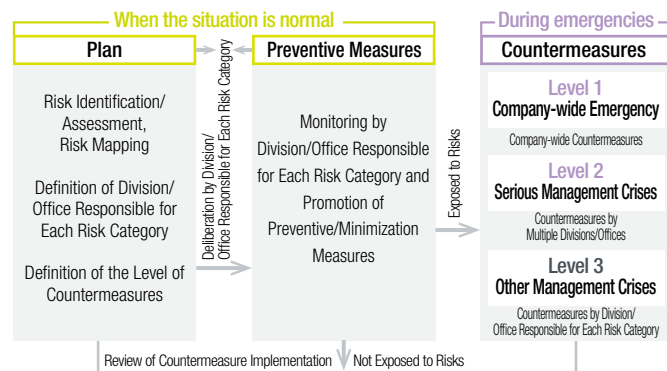 When the situation is normal
During emergencies
Plan
Preventive Measures
Countermeasures
Risk Identification/
Assessment,
Risk Mapping
Definition of Division/
Office Responsible for
Each Risk Category
Definition of the Level of
Countermeasures
Deliberation by Division/
Office Responsible for Each Risk Category
Monitoring by
Division/Office Responsible
for Each Risk Category and
Promotion of
Preventive/Minimization
Measures
Exposed to Risks
Level 1
Company-wide Emergency
Company-wide Countermeasures
Level 2
Serious Management Crises
Countermeasures by
Multiple Divisions/Offices
Level 3
Other Management Crises
Countermeasures by Division/
Office Responsible for Each Risk Category
Review of Countermeasure Implementation
Not Exposed to Risks